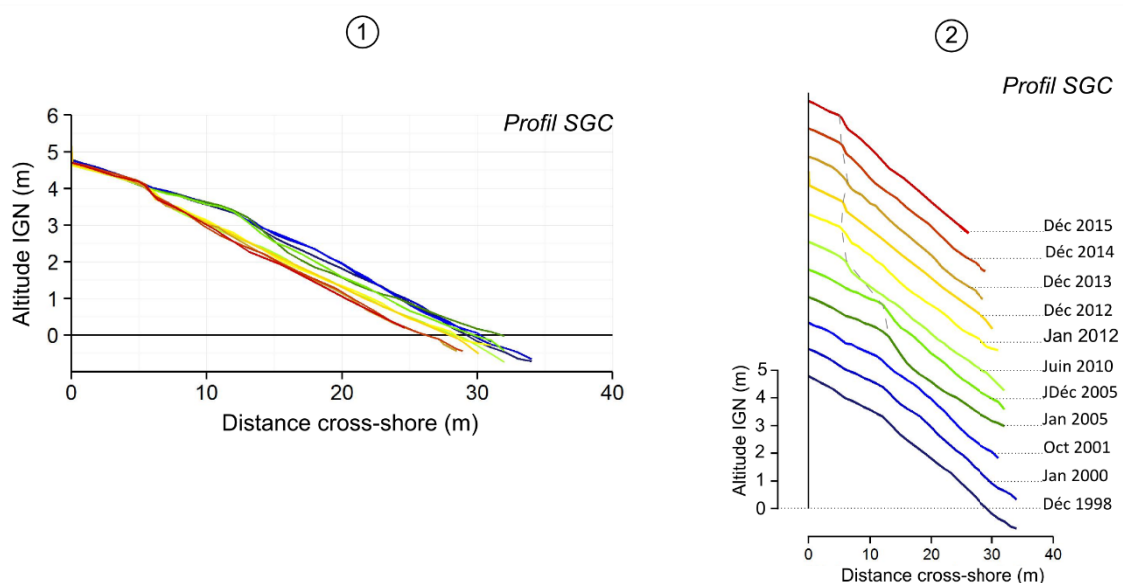 1
2
Profil SGC
Altitude IGN (m)
6
5
4
3
2
1
0
0 10 20 30 40
Distance cross-shore (m)
Profil SGC
Déc 2015
Déc 2014
Déc 2013
Déc 2012
Jan 2012
Juin 2010
JDéc 2005
Jan 2005
Oct 2001
Jan 2000
Déc 1998
Altitude IGN (m)
5
4
3
2
1
0
0 10 20 30 40
Distance cross-shore (m)